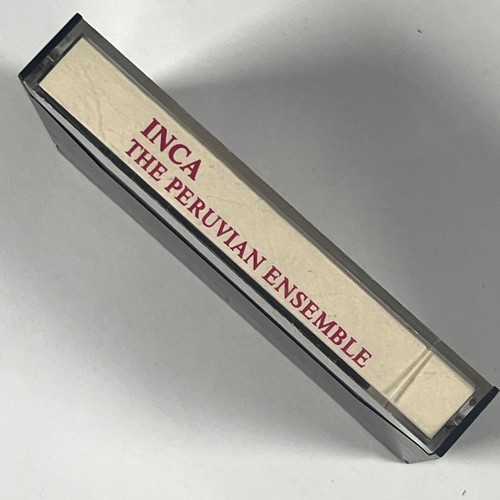 INCA
THE PERUVIAN ENSEMBLE